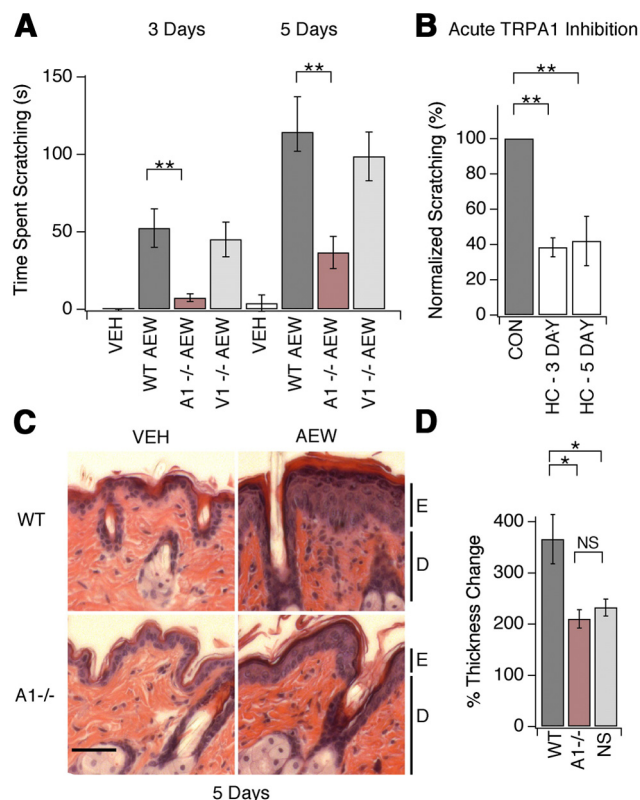 A
3 Days
5 Days
Time Spent Scratching (s)
150
100
50
0
**
**
VEH
WT AEW
A1 -/- AEW
V1 -/- AEW
VEH
WT AEW
A1 -/- AEW
V1 -/- AEW
B
Acute TRPA1 Inhibition
Normalized Scratching (%)
100
80
60
40
20
0
**
**
CON
HC - 3 DAY
HC - 5 DAY
C
VEH
AEW
WT
E
D
A1-/-
E
D
5 Days
D
% Thickness Change
400
300
200
100
0
*
*
NS
WT
A1-/-
NS